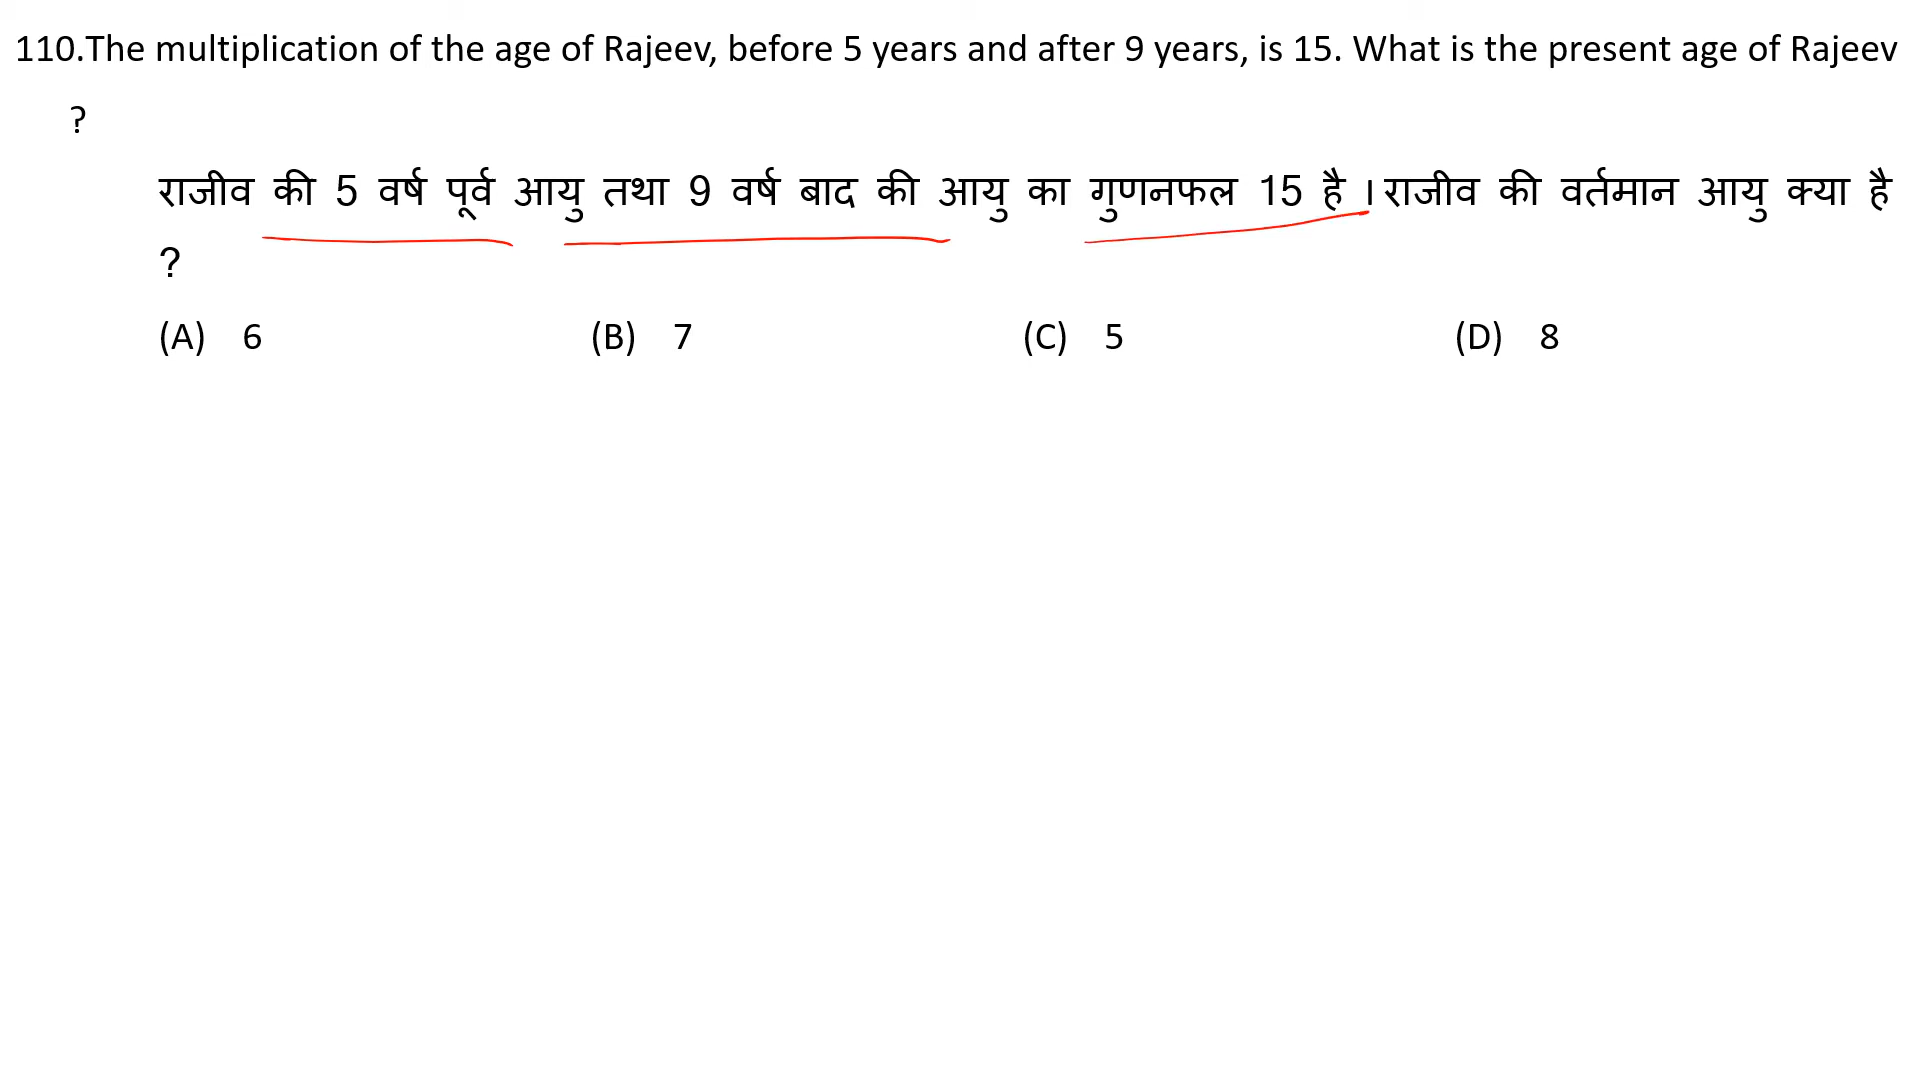 110.The multiplication of the age of Rajeev, before 5 years and after 9 years, is 15. What is the present age of Rajeev
?
राजीव की 5 वर्ष पूर्व आयु तथा 9 वर्ष बाद की आयु का गुणनफल 15 है । राजीव की वर्तमान आयु क्या है
?
(A) 6 (B) 7 (C) 5 (D) 8